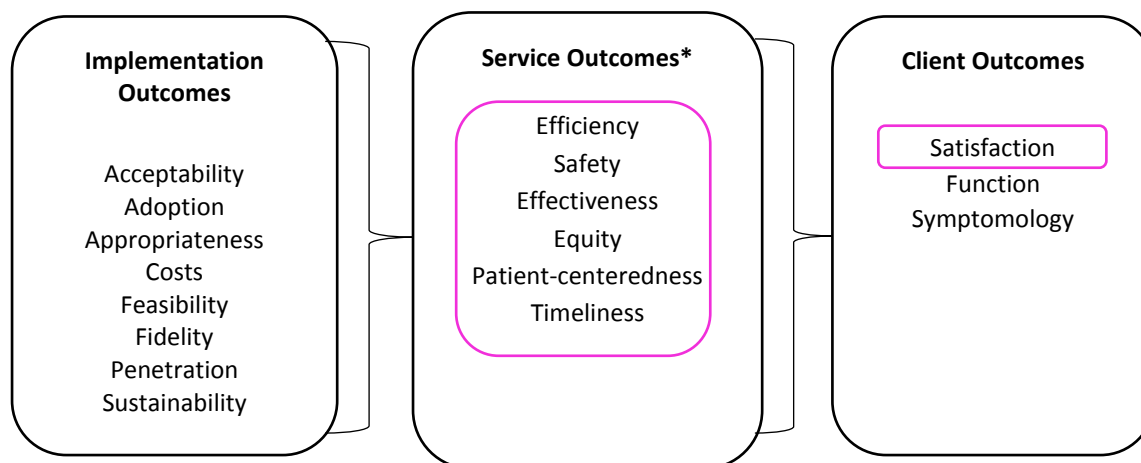 Implementation
Outcomes
Acceptability
Adoption
Appropriateness
Costs
Feasibility
Fidelity
Penetration
Sustainability
Service Outcomes*
Efficiency
Safety
Effectiveness
Equity
Patient-centeredness
Timeliness
Client Outcomes
Satisfaction
Function
Symptomology